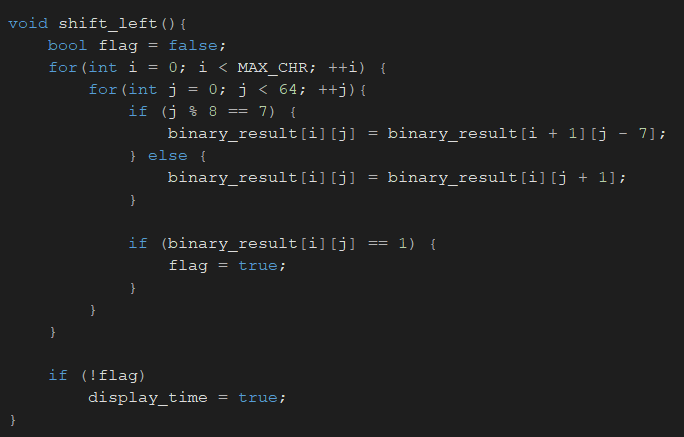 void shift_left(){
    bool flag = false;
    for(int i = 0; i < MAX_CHR; ++i) {
        for(int j = 0; j < 64; ++j){
            if (j % 8 == 7) {
                binary_result[i][j] = binary_result[i + 1][j - 7];
            } else {
                binary_result[i][j] = binary_result[i][j + 1];
            }

            if (binary_result[i][j] == 1) {
                flag = true;
            }
        }
    }

    if (!flag)
        display_time = true;
}